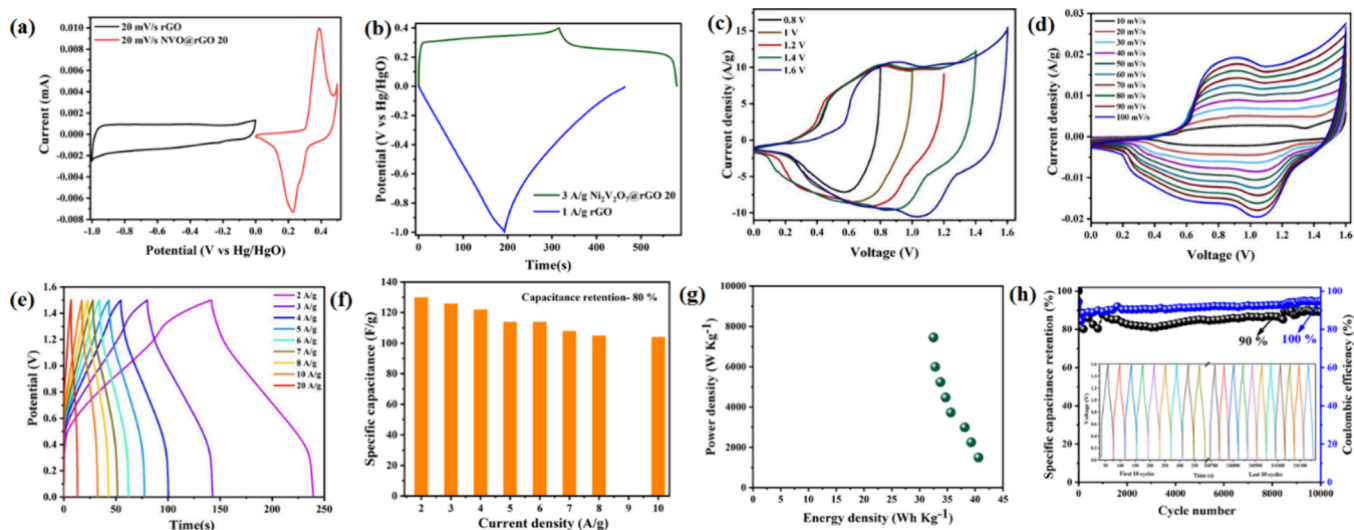 (a)
20 mV/s rGO
20 mV/s NVO@rGO 20
Current (mA)
0.010
0.008
0.006
0.004
0.002
0.000
-0.002
-0.004
-0.006
-0.008
-1.0 -0.8 -0.6 -0.4 -0.2 0.0 0.2 0.4
Potential (V vs Hg/HgO)
(b)
Potential (V vs Hg/HgO)
0.4
0.2
0.0
-0.2
-0.4
-0.6
-0.8
-1.0
3 A/g Ni₂V₂O₇@rGO 20
1 A/g rGO
0 100 200 300 400 500
Time(s)
(c)
Current density (A/g)
15
10
5
0
-5
-10
0.8 V
1 V
1.2 V
1.4 V
1.6 V
0.0 0.2 0.4 0.6 0.8 1.0 1.2 1.4 1.6
Voltage (V)
(d)
Current density (A/g)
0.03
0.02
0.01
0.00
-0.01
-0.02
10 mV/s
20 mV/s
30 mV/s
40 mV/s
50 mV/s
60 mV/s
70 mV/s
80 mV/s
90 mV/s
100 mV/s
0.0 0.2 0.4 0.6 0.8 1.0 1.2 1.4 1.6
Voltage (V)
(e)
Potential (V)
1.6
1.4
1.2
1.0
0.8
0.6
0.4
0.2
0.0
2 A/g
3 A/g
4 A/g
5 A/g
6 A/g
7 A/g
8 A/g
10 A/g
20 A/g
0 50 100 150 200 250
Time(s)
(f)
Specific capacitance (F/g)
140
120
100
80
60
40
20
0
Capacitance retention- 80 %
2 3 4 5 6 7 8 9 10
Current density (A/g)
(g)
Power density (W Kg⁻¹)
10000
9000
8000
7000
6000
5000
4000
3000
2000
1000
0
0 5 10 15 20 25 30 35 40 45
Energy density (Wh Kg⁻¹)
(h)
Specific capacitance retention (%)
100
80
60
40
20
0
90 %
100 %
Voltage (V)
First 10 cycles
Time (s)
Last 10 cycles
0 2000 4000 6000 8000 10000
Cycle number
100
80
60
40
20
0
Coulombic efficiency (%)